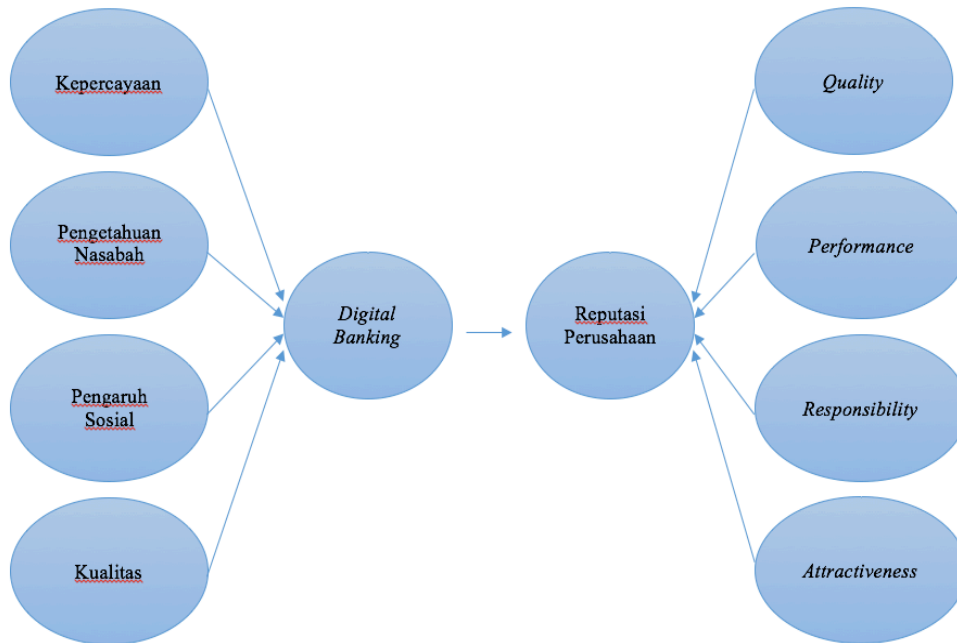 Kepercayaan
Pengetahuan
Nasabah
Pengaruh
Sosial
Kualitas
Digital
Banking
Reputasi
Perusahaan
Quality
Performance
Responsibility
Attractiveness